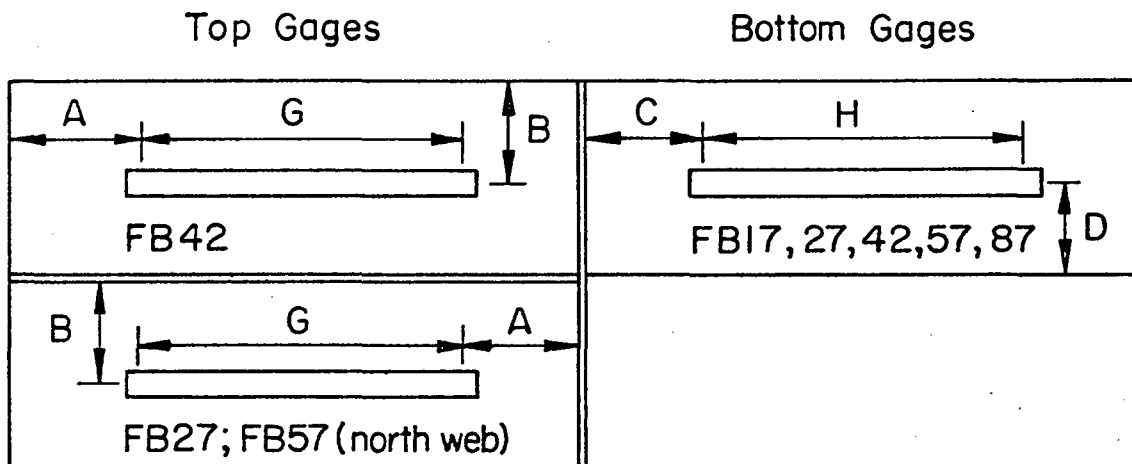 Top Gages
Bottom Gages
A
G
B
FB42
C
H
D
FB17, 27, 42, 57, 87
B
G
A
FB27; FB57 (north web)